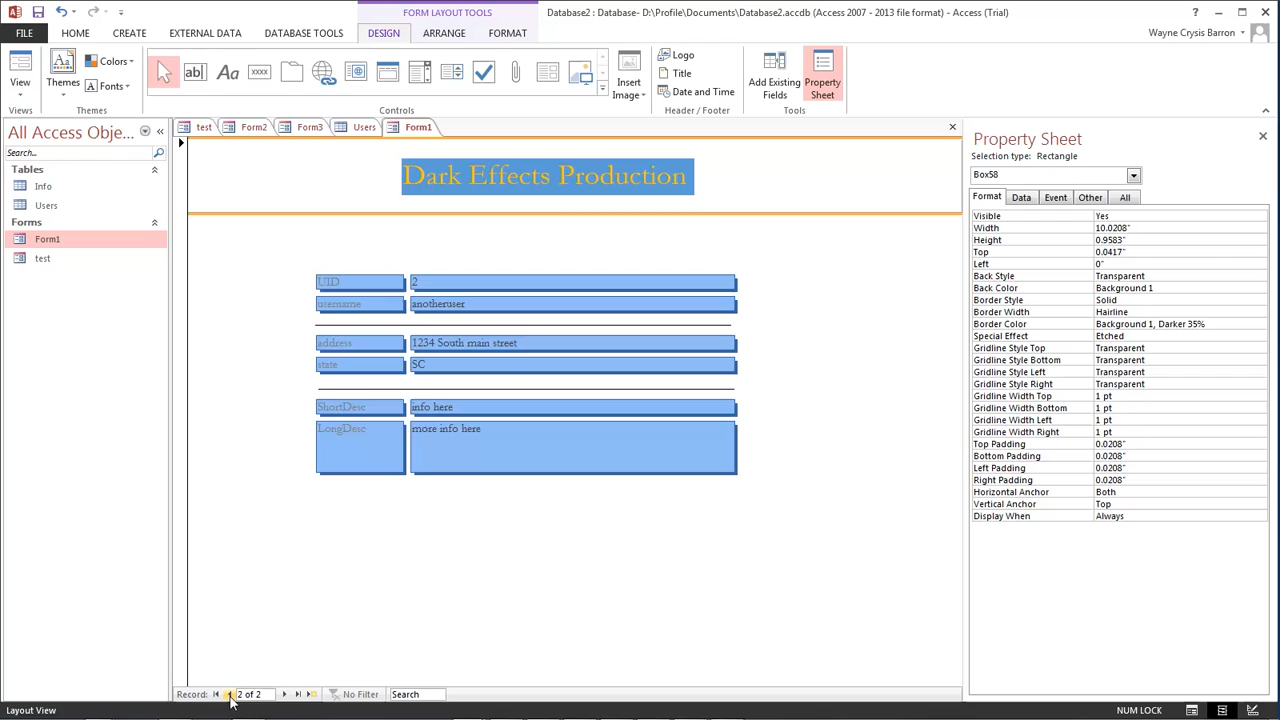 FORM LAYOUT TOOLS
Database2 : Database- D:\Profile\Documents\Database2.accdb (Access 2007 - 2013 file format) - Access (Trial)
FILE HOME CREATE EXTERNAL DATA DATABASE TOOLS DESIGN ARRANGE FORMAT Wayne Crysis Barron
View
Views
Themes
Colors
Fonts
Themes
ab|
Aa
xxxx
Controls
Insert
Image
Logo
Title
Date and Time
Header / Footer
Add Existing
Fields
Property
Sheet
Tools
All Access Obje...
Search...
Tables
Info
Users
Forms
Form1
test
test Form2 Form3 Users Form1
Dark Effects Production
UID 2
username anotheruser
address 1234 South main street
state SC
ShortDesc info here
LongDesc more info here
Record: 2 of 2 No Filter Search
Property Sheet
Selection type: Rectangle
Box58
Format Data Event Other All
Visible Yes
Width 10.0208"
Height 0.9583"
Top 0.0417"
Left 0"
Back Style Transparent
Back Color Background 1
Border Style Solid
Border Width Hairline
Border Color Background 1, Darker 35%
Special Effect Etched
Gridline Style Top Transparent
Gridline Style Bottom Transparent
Gridline Style Left Transparent
Gridline Style Right Transparent
Gridline Width Top 1 pt
Gridline Width Bottom 1 pt
Gridline Width Left 1 pt
Gridline Width Right 1 pt
Top Padding 0.0208"
Bottom Padding 0.0208"
Left Padding 0.0208"
Right Padding 0.0208"
Horizontal Anchor Both
Vertical Anchor Top
Display When Always
Layout View NUM LOCK